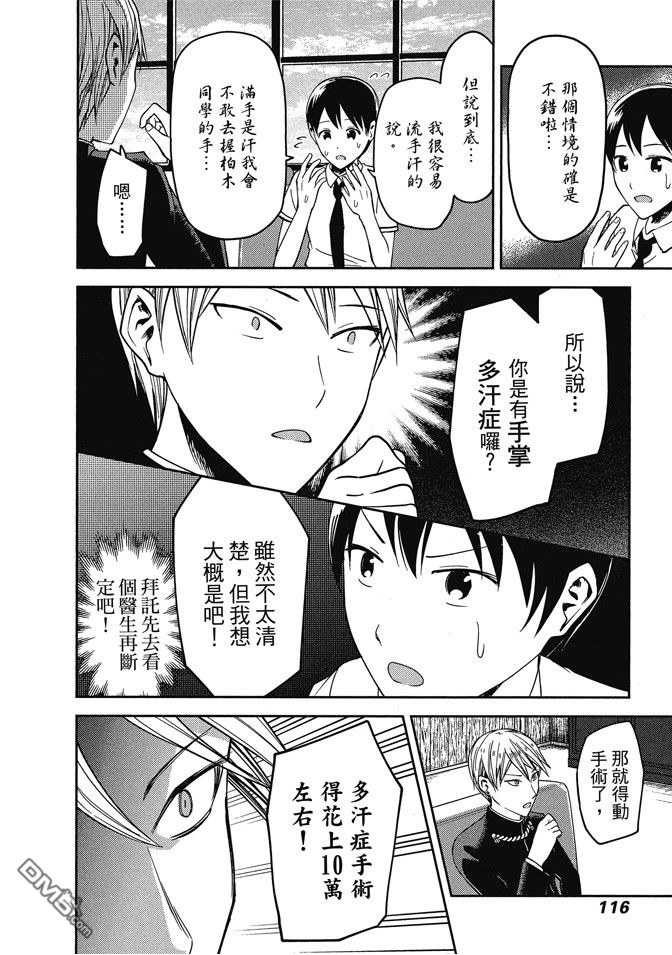 那個情境的確是
不錯啦…
但說到底…
我很容易
流手汗的
說。
滿手是汗我會
不敢去握柏木
同學的手…
嗯……
所以說…
你是有手掌
多汗症囉？
雖然不太清
楚，但我想
大概是吧！
拜託先去看
個醫生再斷
定吧！
那就得動
手術了，
多汗症手術
得花上10萬
左右！
116